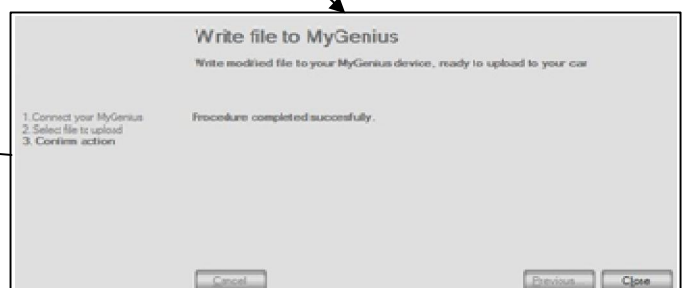 Write file to MyGenius
Write modified file to your MyGenius device, ready to upload to your car
1.Connect your MyGenius
2. Select file to upload
3. Confirm action
Procedure completed succesfully.
Cancel
Previous
Close